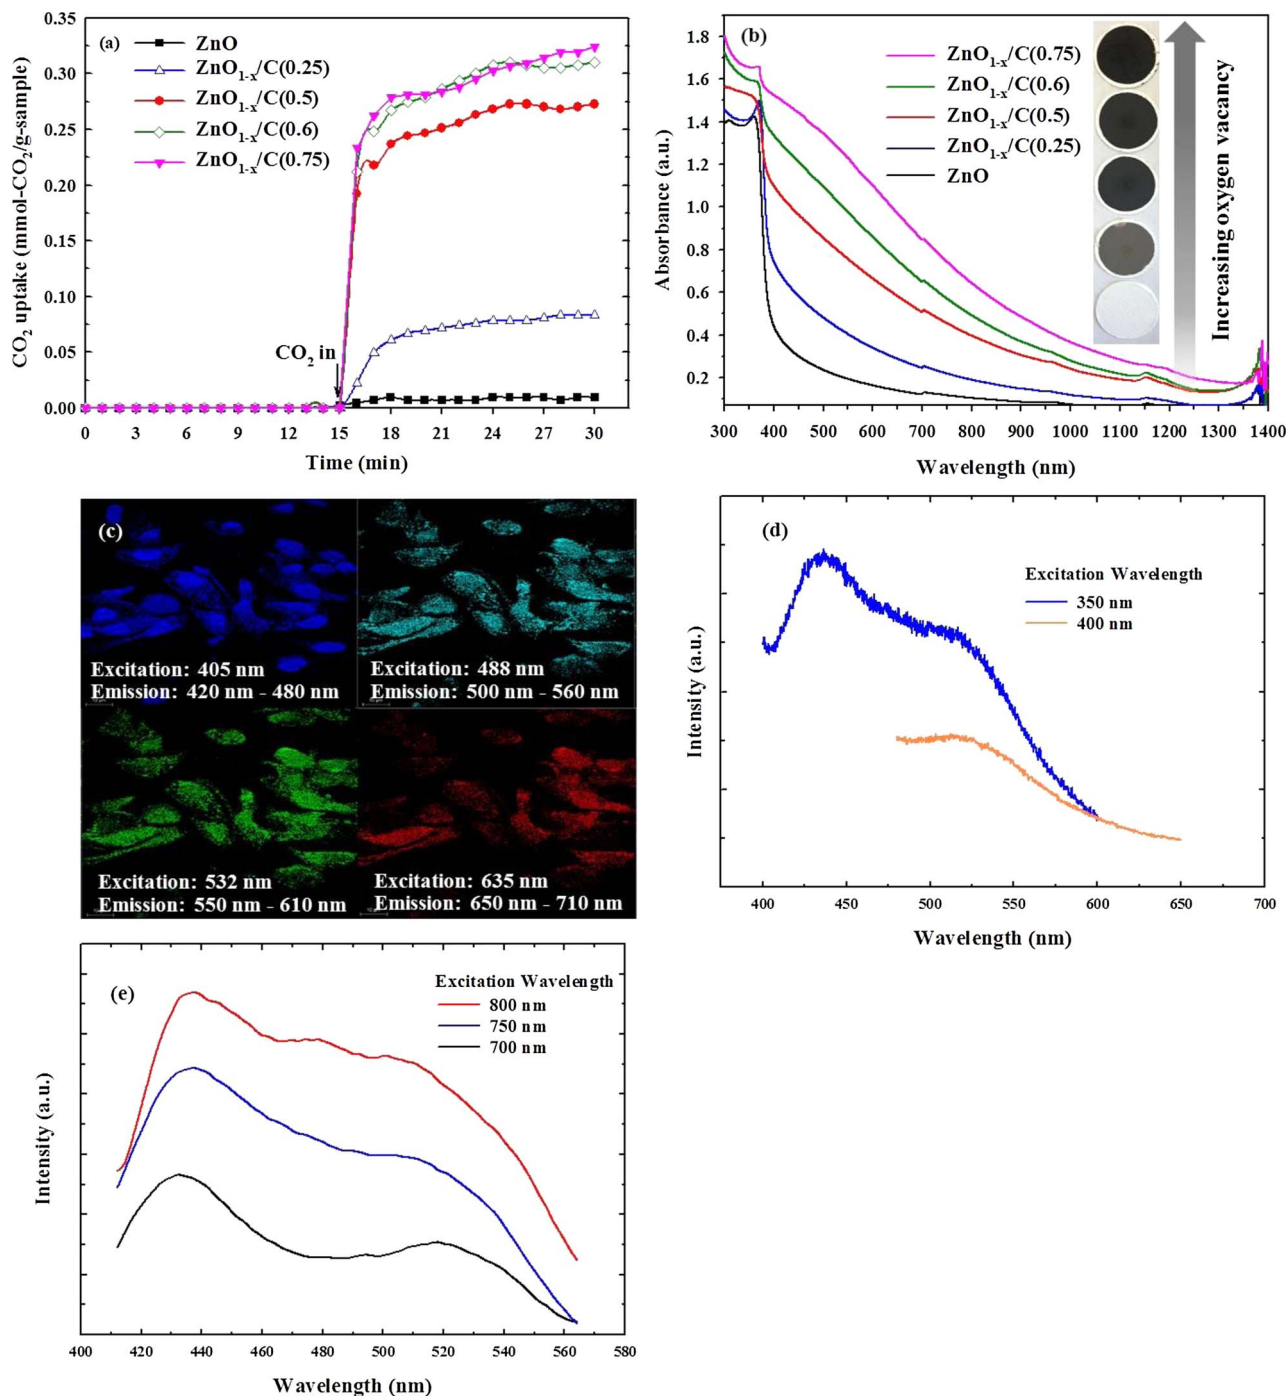 (a)
ZnO
ZnO1-x/C(0.25)
ZnO1-x/C(0.5)
ZnO1-x/C(0.6)
ZnO1-x/C(0.75)
CO2 in
CO2 uptake (mmol-CO2/g-sample)
0.35
0.30
0.25
0.20
0.15
0.10
0.05
0.00
0 3 6 9 12 15 18 21 24 27 30
Time (min)
(b)
ZnO1-x/C(0.75)
ZnO1-x/C(0.6)
ZnO1-x/C(0.5)
ZnO1-x/C(0.25)
ZnO
Increasing oxygen vacancy
Absorbance (a.u.)
1.8
1.6
1.4
1.2
1.0
0.8
0.6
0.4
0.2
300 400 500 600 700 800 900 1000 1100 1200 1300 1400
Wavelength (nm)
(c)
Excitation: 405 nm
Emission: 420 nm - 480 nm
Excitation: 488 nm
Emission: 500 nm - 560 nm
Excitation: 532 nm
Emission: 550 nm - 610 nm
Excitation: 635 nm
Emission: 650 nm - 710 nm
(d)
Excitation Wavelength
350 nm
400 nm
Intensity (a.u.)
400 450 500 550 600 650 700
Wavelength (nm)
(e)
Excitation Wavelength
800 nm
750 nm
700 nm
Intensity (a.u.)
400 420 440 460 480 500 520 540 560 580
Wavelength (nm)